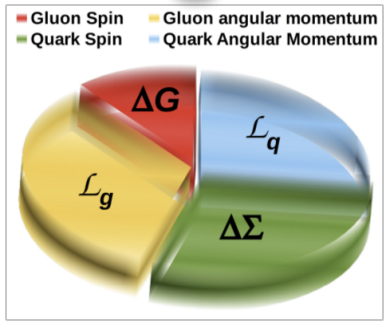 Gluon Spin Gluon angular momentum
Quark Spin Quark Angular Momentum
ΔG ℒq
ℒg
ΔΣ